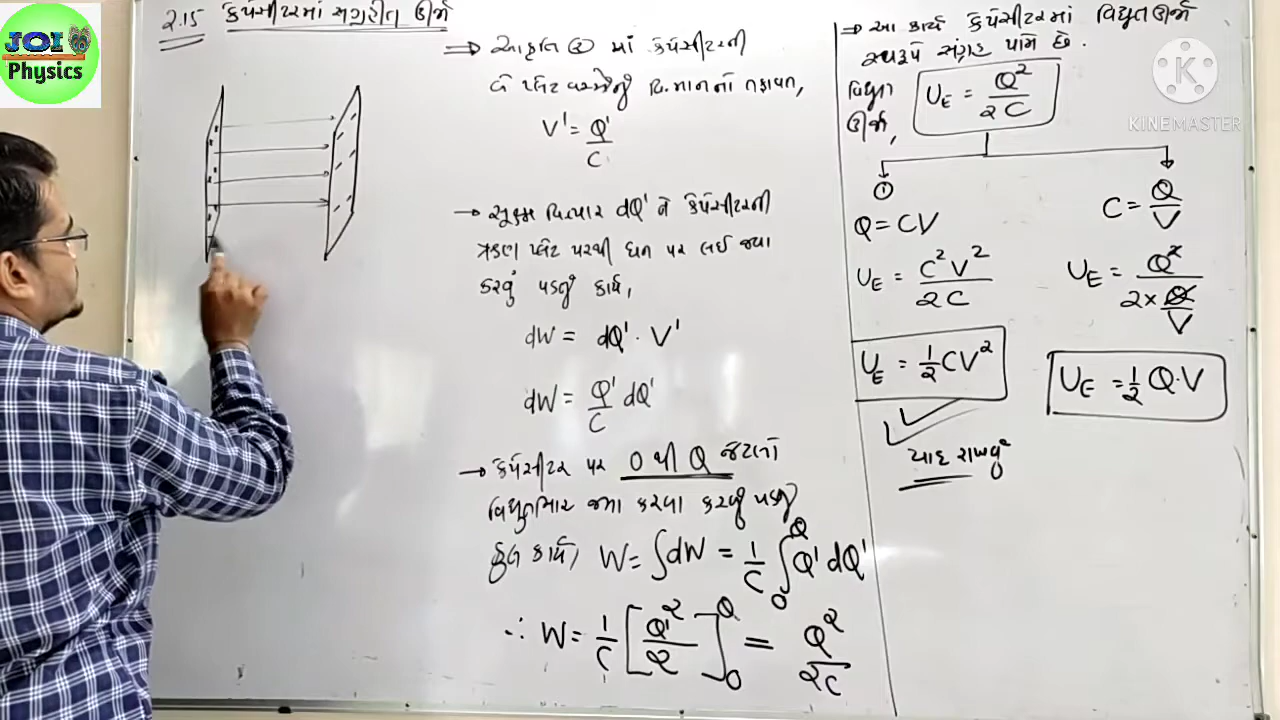 JOI
Physics
2.15 કેપેસીટરમાં સંગ્રહીત ઊર્જા
⇒ આકૃતિ માં કેપેસીટરની
બે પ્લેટ વચ્ચેનું વિ.માનનો તફાવત,
V' = Q'/C
→ સૂક્ષ્મ વિ.ભાર dQ' ને કેપેસીટરની
ઋણ પ્લેટ પરથી ધન પર લઈ જવા
કરવું પડતું કાર્ય,
dW = dQ' · V'
dW = Q'/C dQ'
→ કેપેસીટર પર 0 થી Q જેટલો
વિદ્યુતભાર જમા કરવા કરવું પડતું
કુલ કાર્ય, W = ∫dW = 1/C ∫₀^Q Q' dQ'
∴ W = 1/C [Q'²/2]₀^Q = Q²/2C
⇒ આ કાર્ય કેપેસીટરમાં વિદ્યુતઊર્જા
સ્વરૂપે સંગ્રહ પામે છે.
વિદ્યુત
ઊર્જા,
U_E = Q²/2C
①
Q = CV
U_E = C²V²/2C
U_E = 1/2 CV²
યાદ રાખવું
C = Q/V
U_E = Q²/(2 × Q/V)
U_E = 1/2 Q·V
K
KINEMASTER